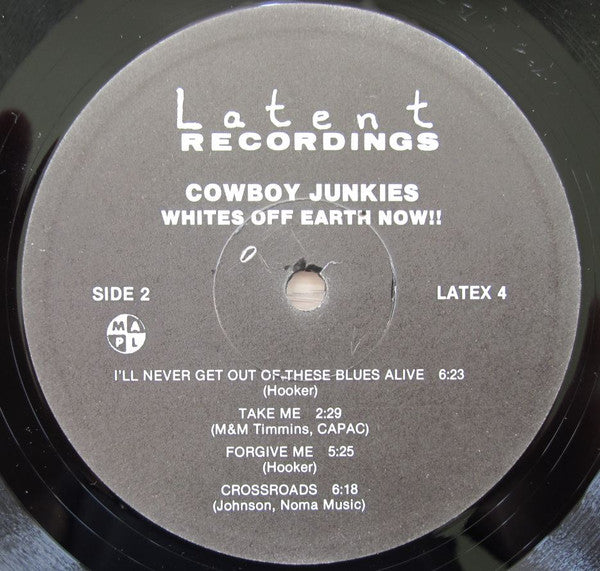 Latent
RECORDINGS
COWBOY JUNKIES
WHITES OFF EARTH NOW!!
SIDE 2
LATEX 4
M A
P L
I'LL NEVER GET OUT OF THESE BLUES ALIVE 6:23
(Hooker)
TAKE ME 2:29
(M&M Timmins, CAPAC)
FORGIVE ME 5:25
(Hooker)
CROSSROADS 6:18
(Johnson, Noma Music)